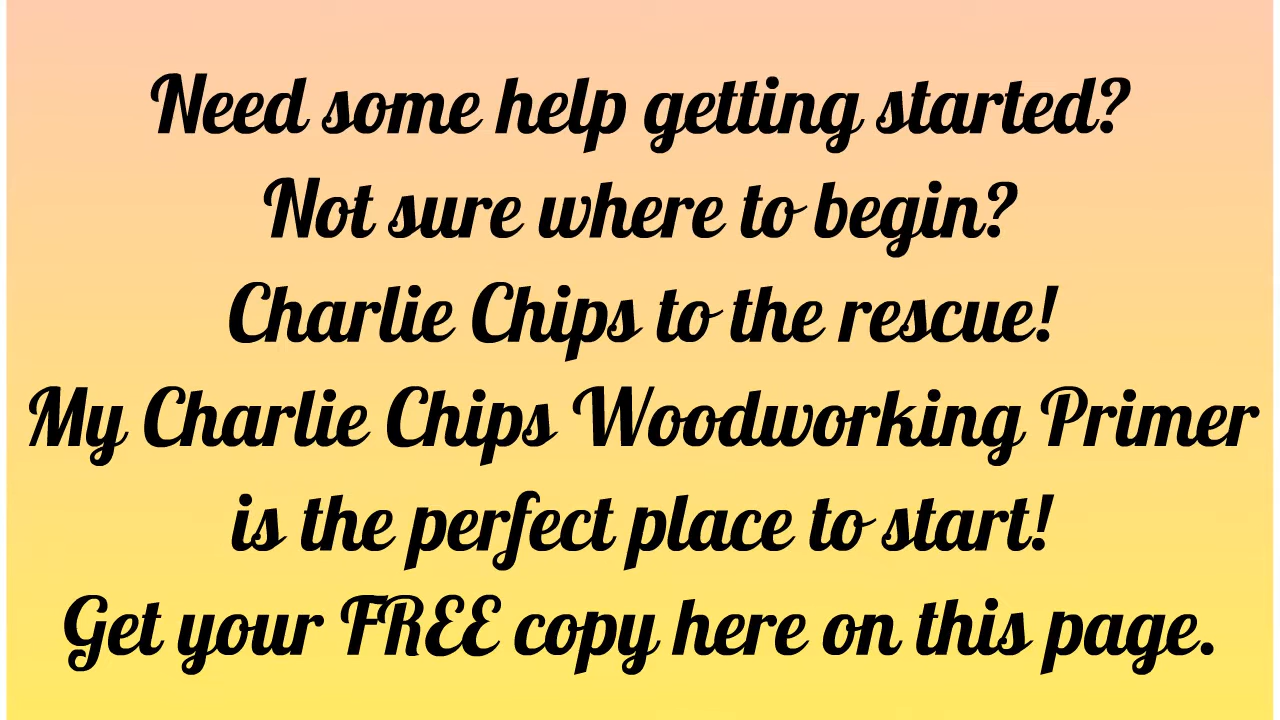 Need some help getting started?
Not sure where to begin?
Charlie Chips to the rescue!
My Charlie Chips Woodworking Primer
is the perfect place to start!
Get your FREE copy here on this page.